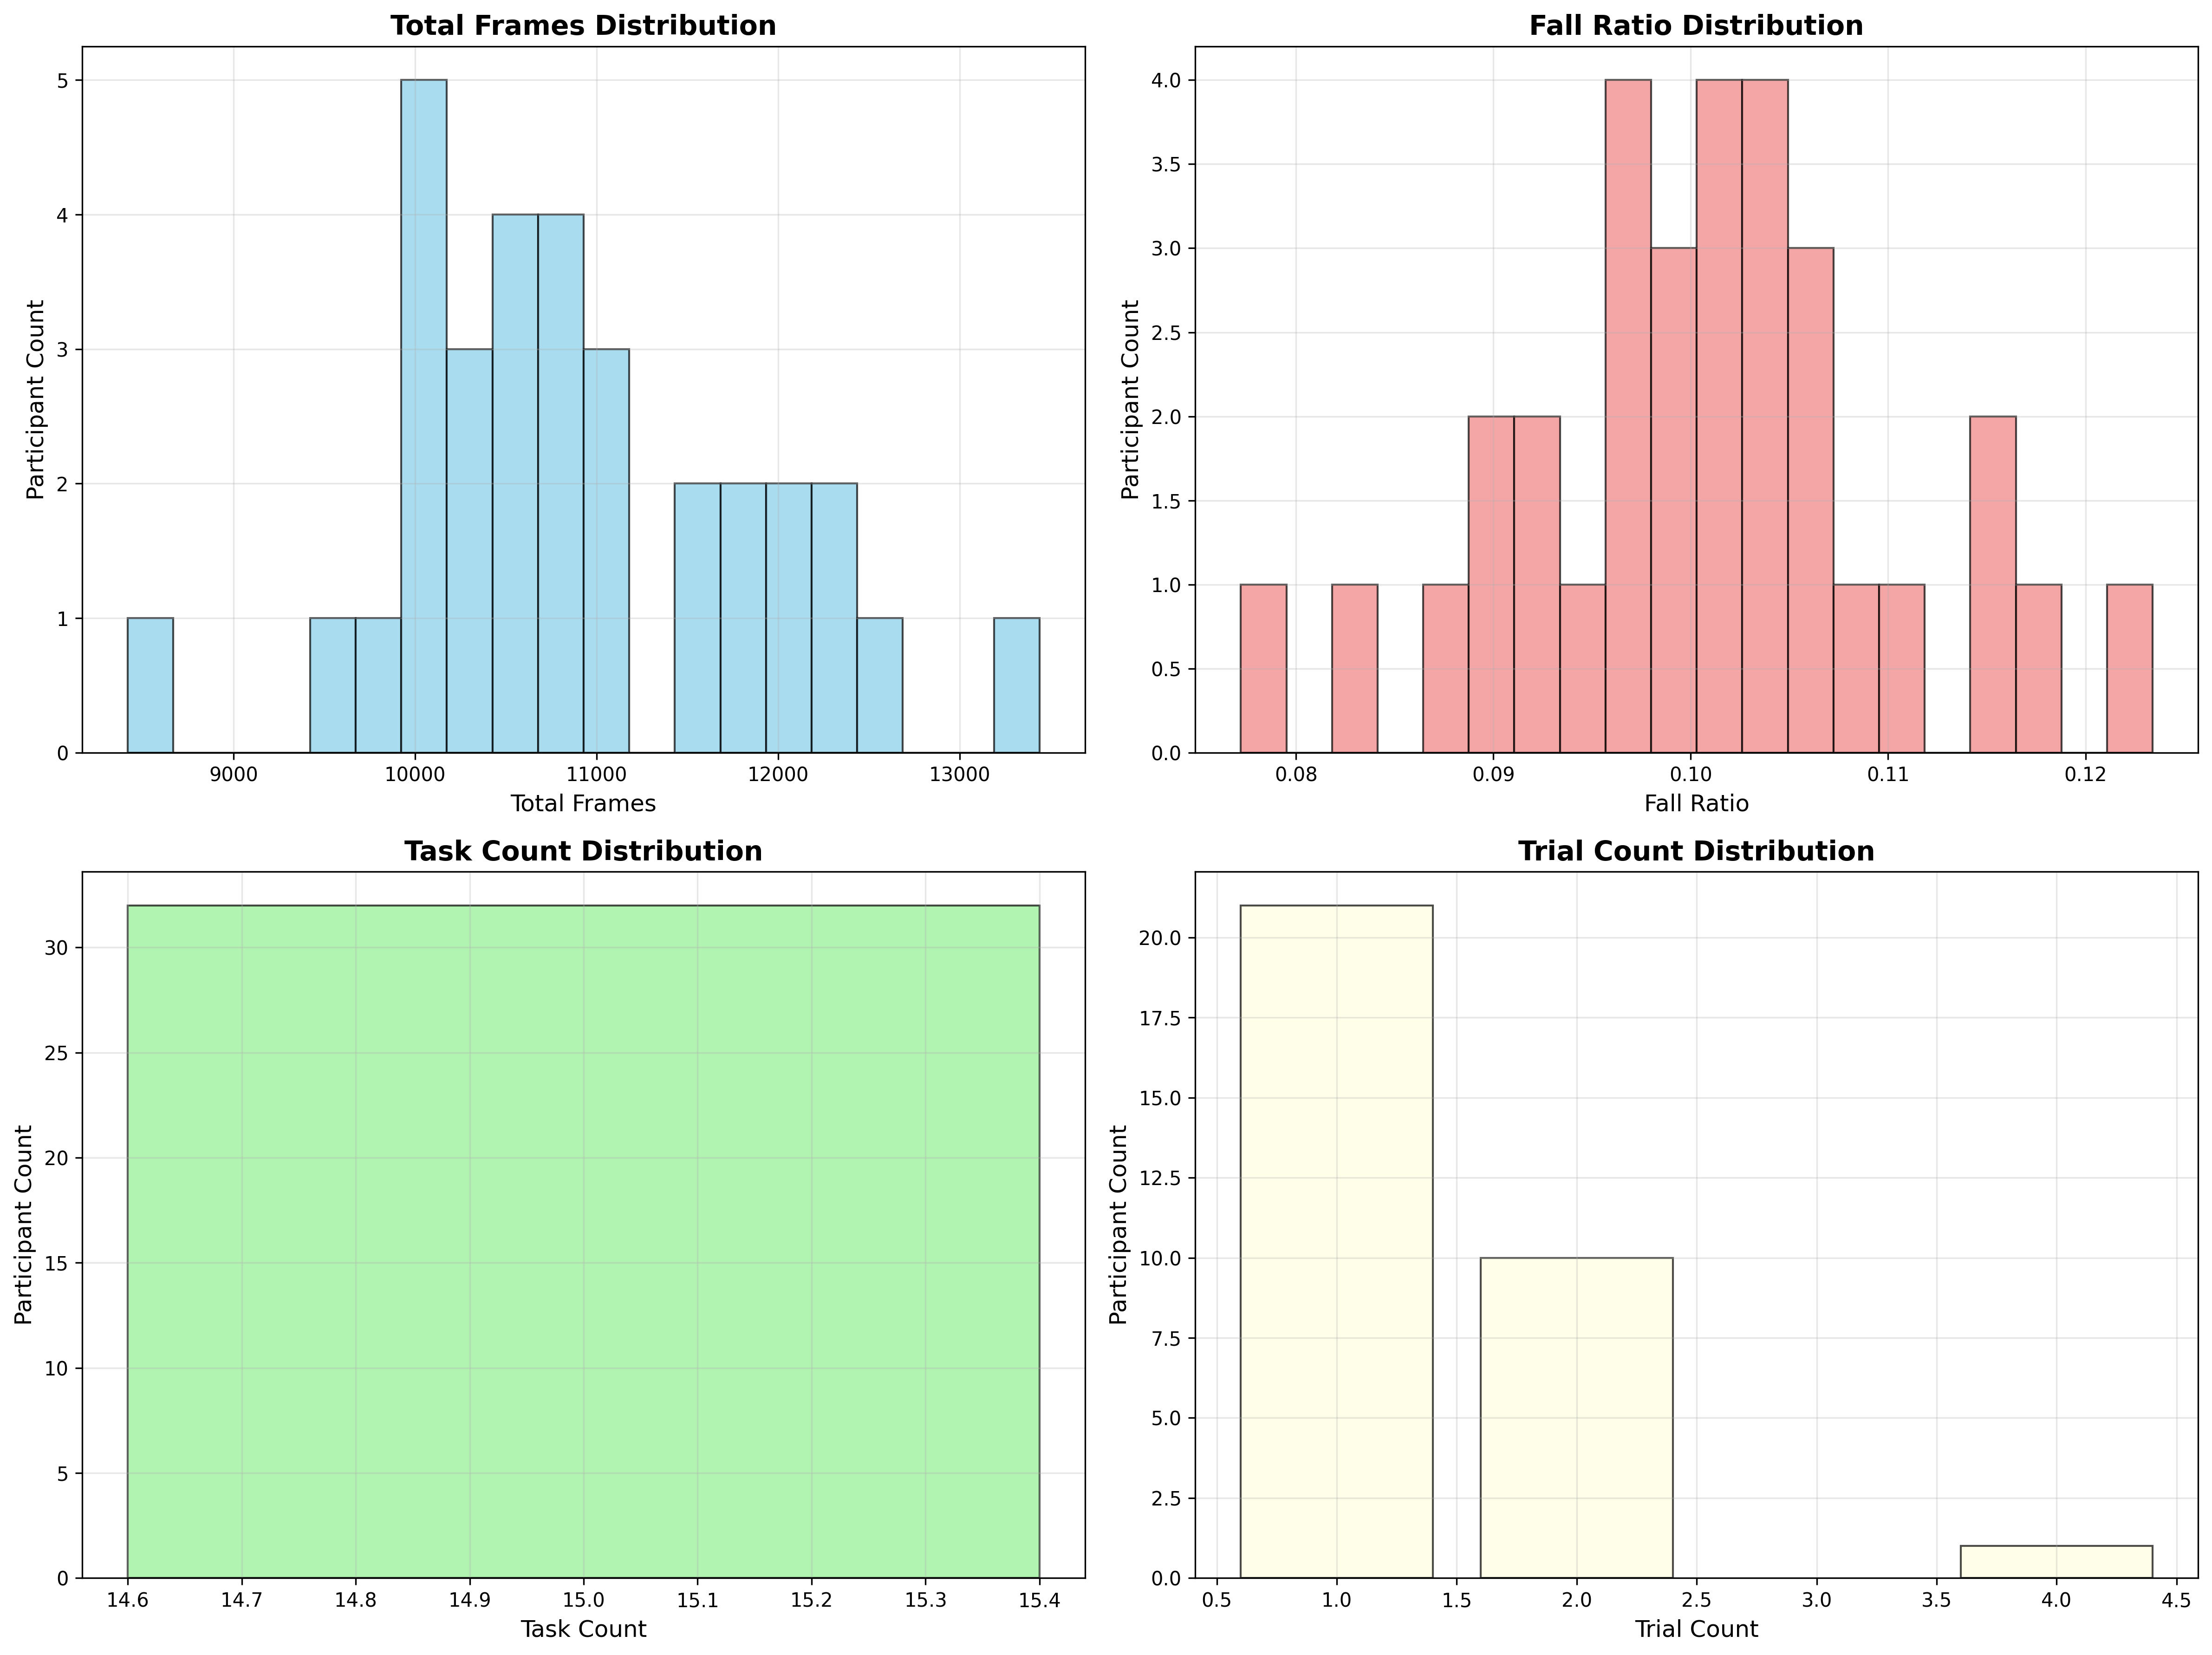 Total Frames Distribution
Participant Count
5
4
3
2
1
0
9000 10000 11000 12000 13000
Total Frames
Fall Ratio Distribution
Participant Count
4.0
3.5
3.0
2.5
2.0
1.5
1.0
0.5
0.0
0.08 0.09 0.10 0.11 0.12
Fall Ratio
Task Count Distribution
Participant Count
30
25
20
15
10
5
0
14.6 14.7 14.8 14.9 15.0 15.1 15.2 15.3 15.4
Task Count
Trial Count Distribution
Participant Count
20.0
17.5
15.0
12.5
10.0
7.5
5.0
2.5
0.0
0.5 1.0 1.5 2.0 2.5 3.0 3.5 4.0 4.5
Trial Count